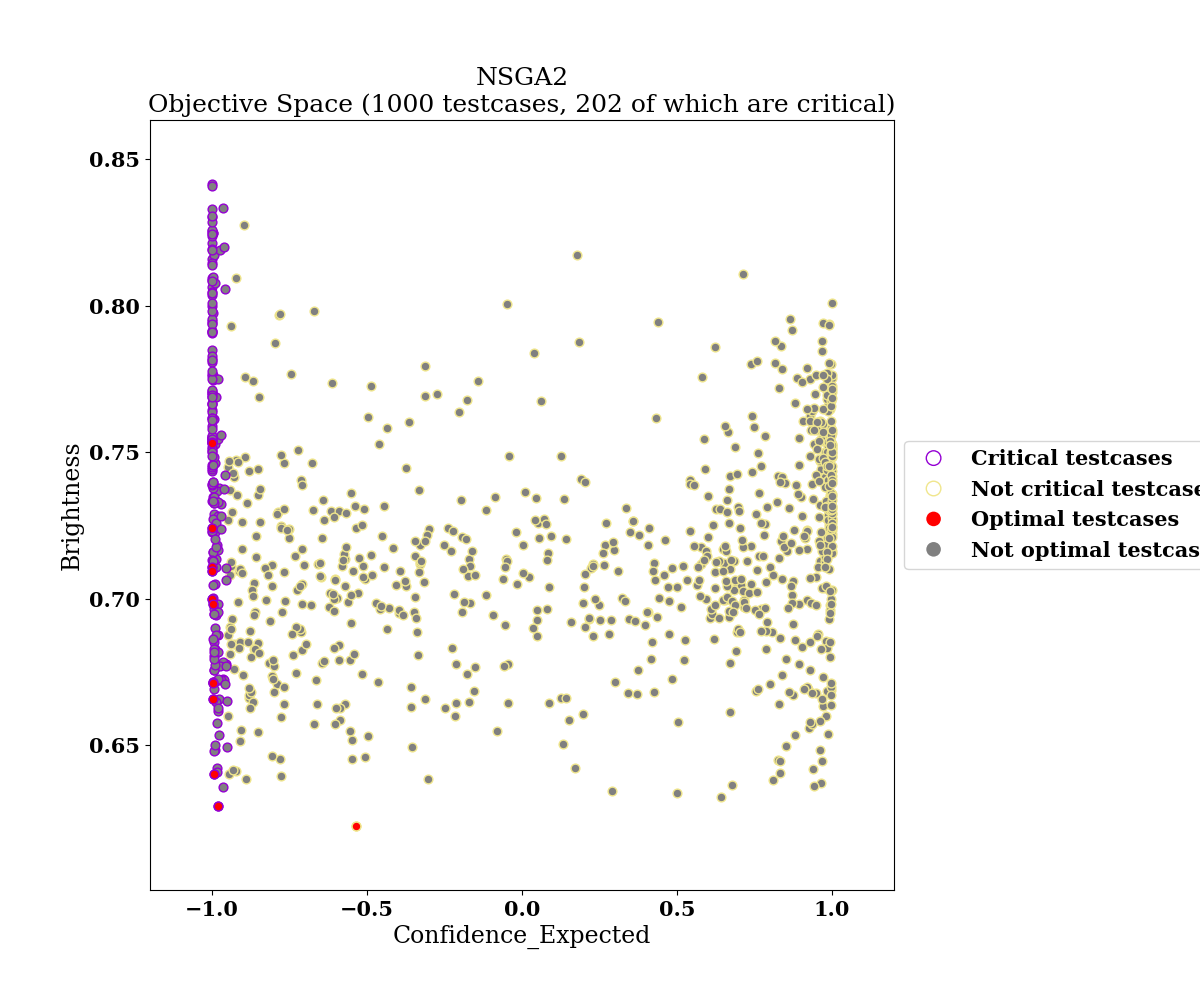 NSGA2
Objective Space (1000 testcases, 202 of which are critical)
0.85
0.80
0.75
0.70
0.65
Brightness
−1.0
−0.5
0.0
0.5
1.0
Confidence_Expected
Critical testcases
Not critical testcase
Optimal testcases
Not optimal testcas